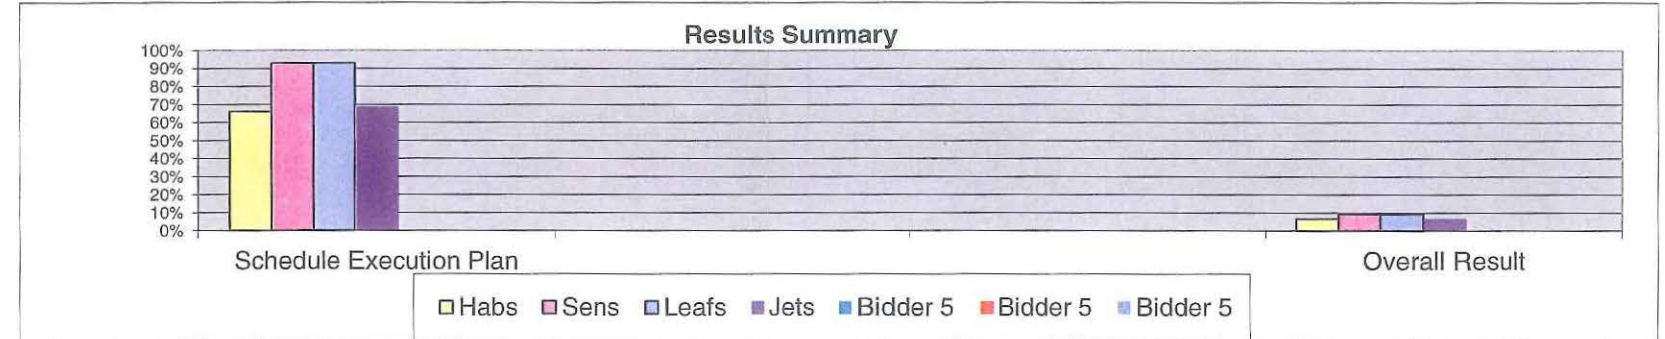 Results Summary
100%
90%
80%
70%
60%
50%
40%
30%
20%
10%
0%
Schedule Execution Plan
Overall Result
Habs Sens Leafs Jets Bidder 5 Bidder 5 Bidder 5